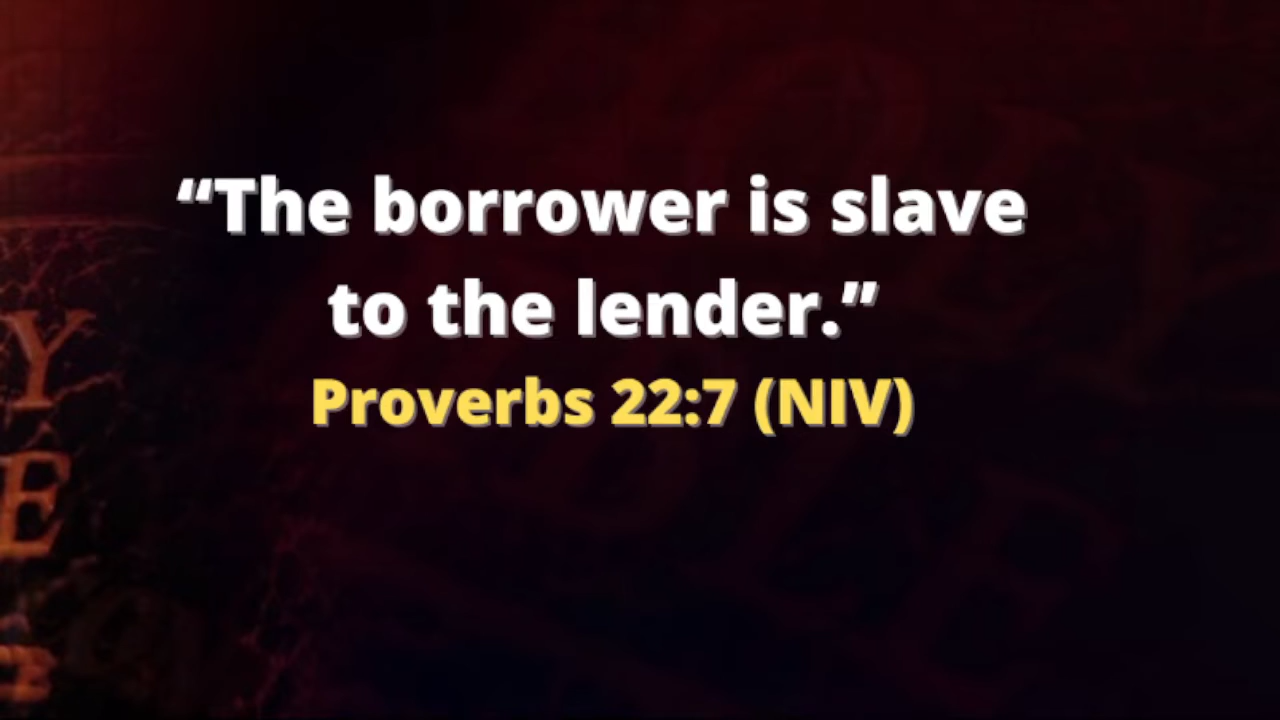 “The borrower is slave
to the lender.”
Proverbs 22:7 (NIV)
Y
E